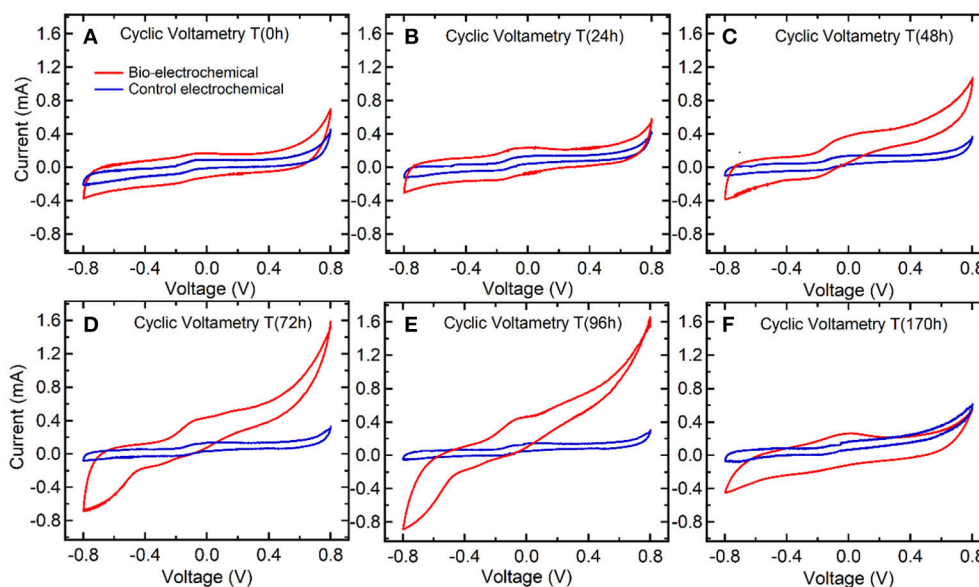 A Cyclic Voltametry T(0h)
Bio-electrochemical
Control electrochemical
Current (mA)
1.6
1.2
0.8
0.4
0.0
-0.4
-0.8
-0.8 -0.4 0.0 0.4 0.8
Voltage (V)
B Cyclic Voltametry T(24h)
1.6
1.2
0.8
0.4
0.0
-0.4
-0.8
-0.8 -0.4 0.0 0.4 0.8
Voltage (V)
C Cyclic Voltametry T(48h)
1.6
1.2
0.8
0.4
0.0
-0.4
-0.8
-0.8 -0.4 0.0 0.4 0.8
Voltage (V)
D Cyclic Voltametry T(72h)
Current (mA)
1.6
1.2
0.8
0.4
0.0
-0.4
-0.8
-0.8 -0.4 0.0 0.4 0.8
Voltage (V)
E Cyclic Voltametry T(96h)
1.6
1.2
0.8
0.4
0.0
-0.4
-0.8
-0.8 -0.4 0.0 0.4 0.8
Voltage (V)
F Cyclic Voltametry T(170h)
1.6
1.2
0.8
0.4
0.0
-0.4
-0.8
-0.8 -0.4 0.0 0.4 0.8
Voltage (V)